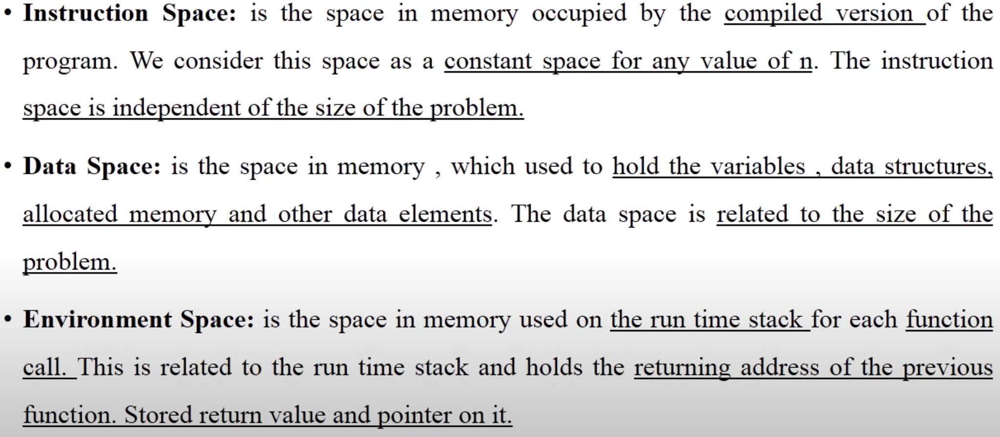 • Instruction Space: is the space in memory occupied by the compiled version of the
program. We consider this space as a constant space for any value of n. The instruction
space is independent of the size of the problem.
• Data Space: is the space in memory , which used to hold the variables , data structures,
allocated memory and other data elements. The data space is related to the size of the
problem.
• Environment Space: is the space in memory used on the run time stack for each function
call. This is related to the run time stack and holds the returning address of the previous
function. Stored return value and pointer on it.